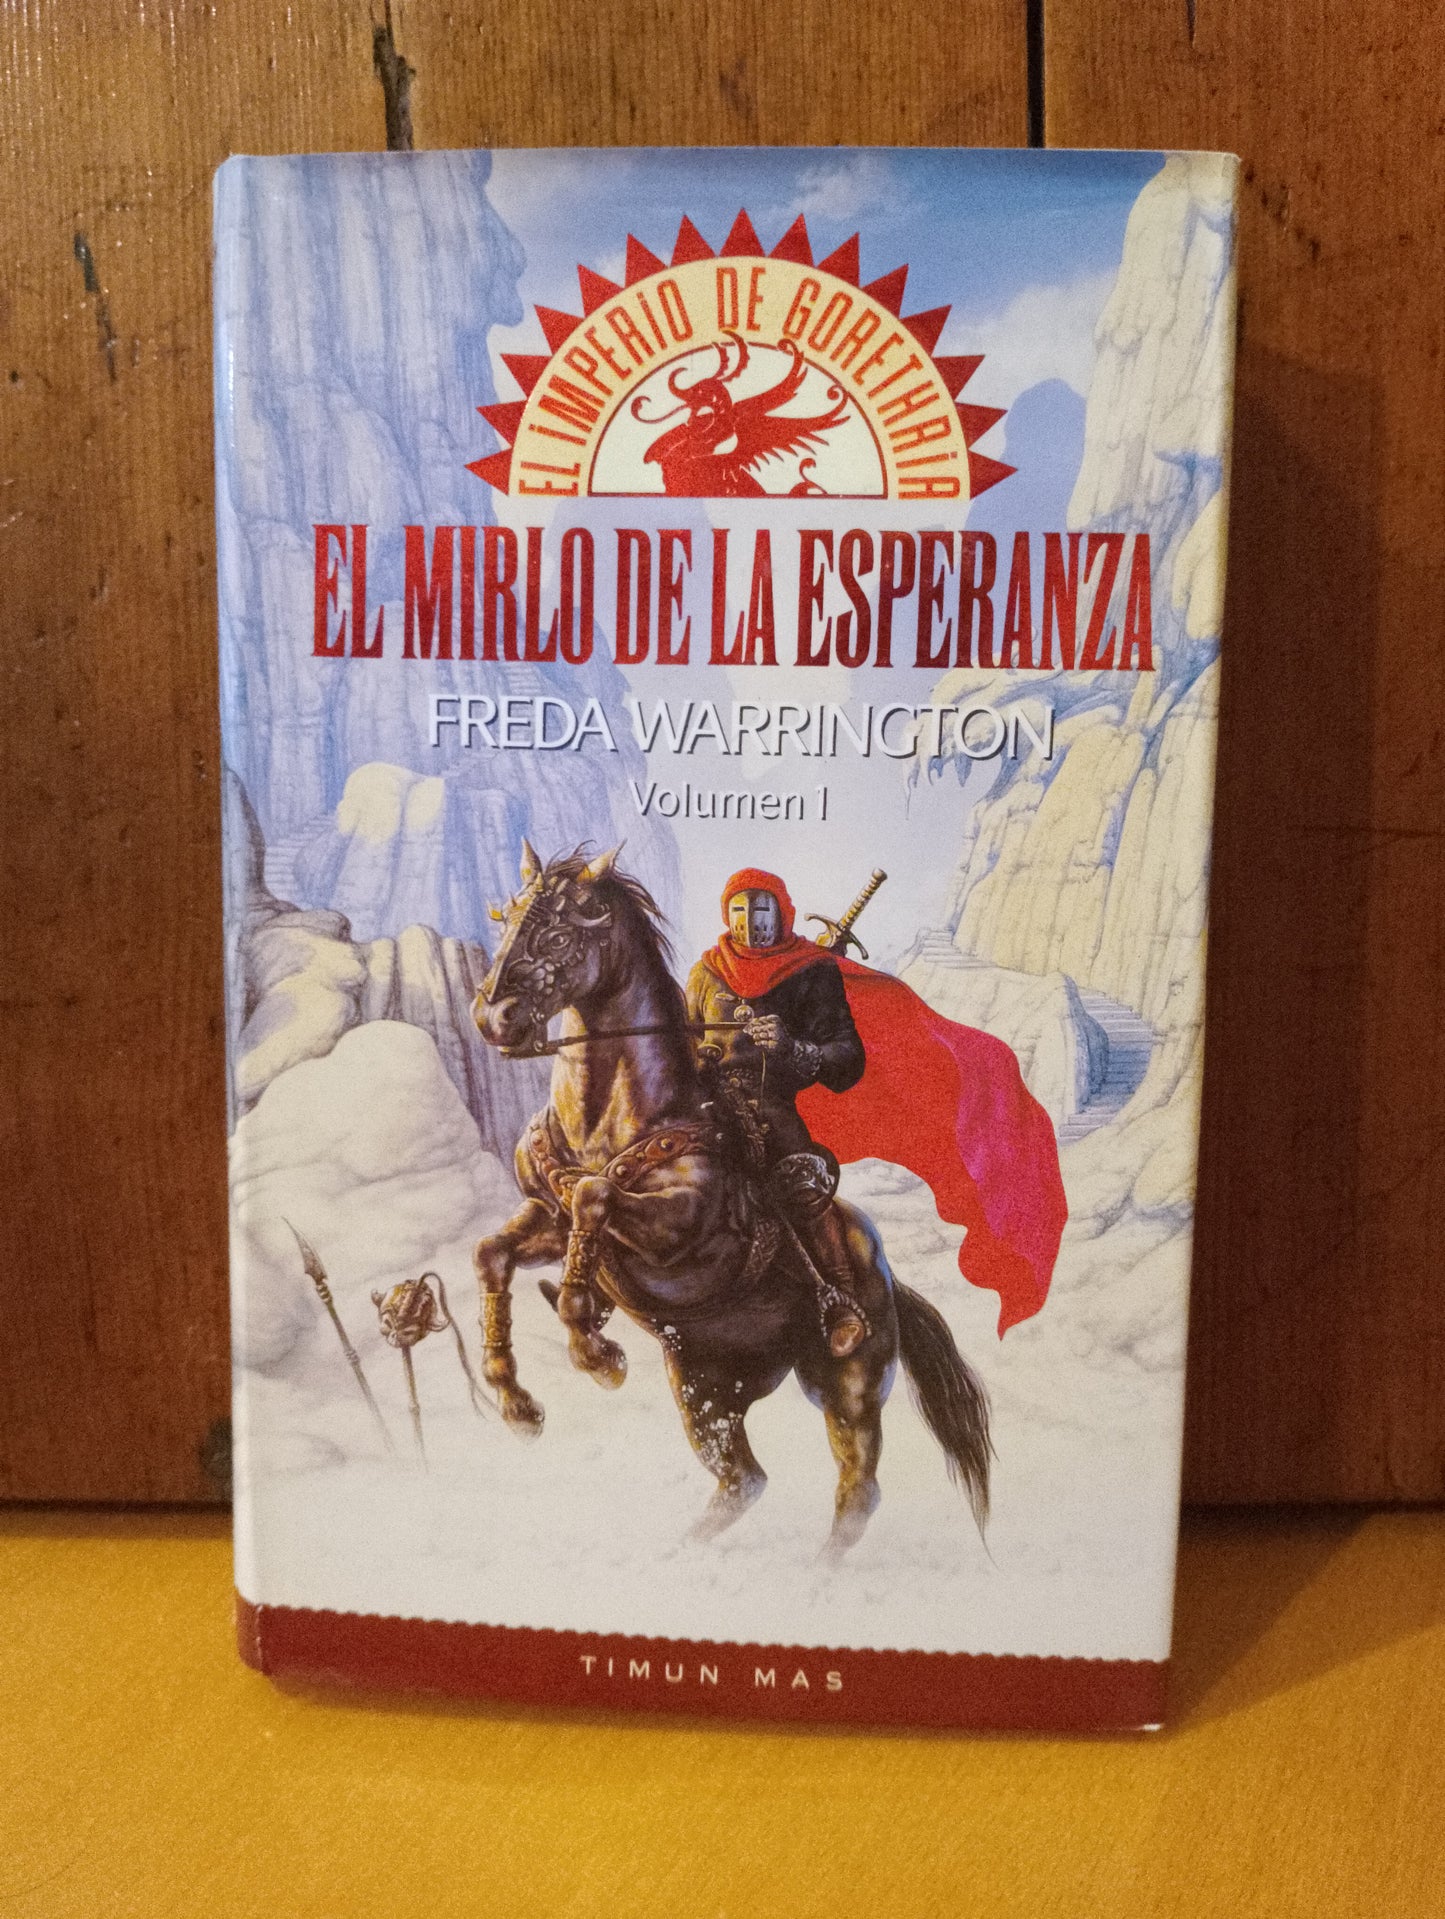 EL IMPERIO DE GORETHRIA
EL MIRLO DE LA ESPERANZA
FREDA WARRINGTON
Volumen 1
TIMUN MAS